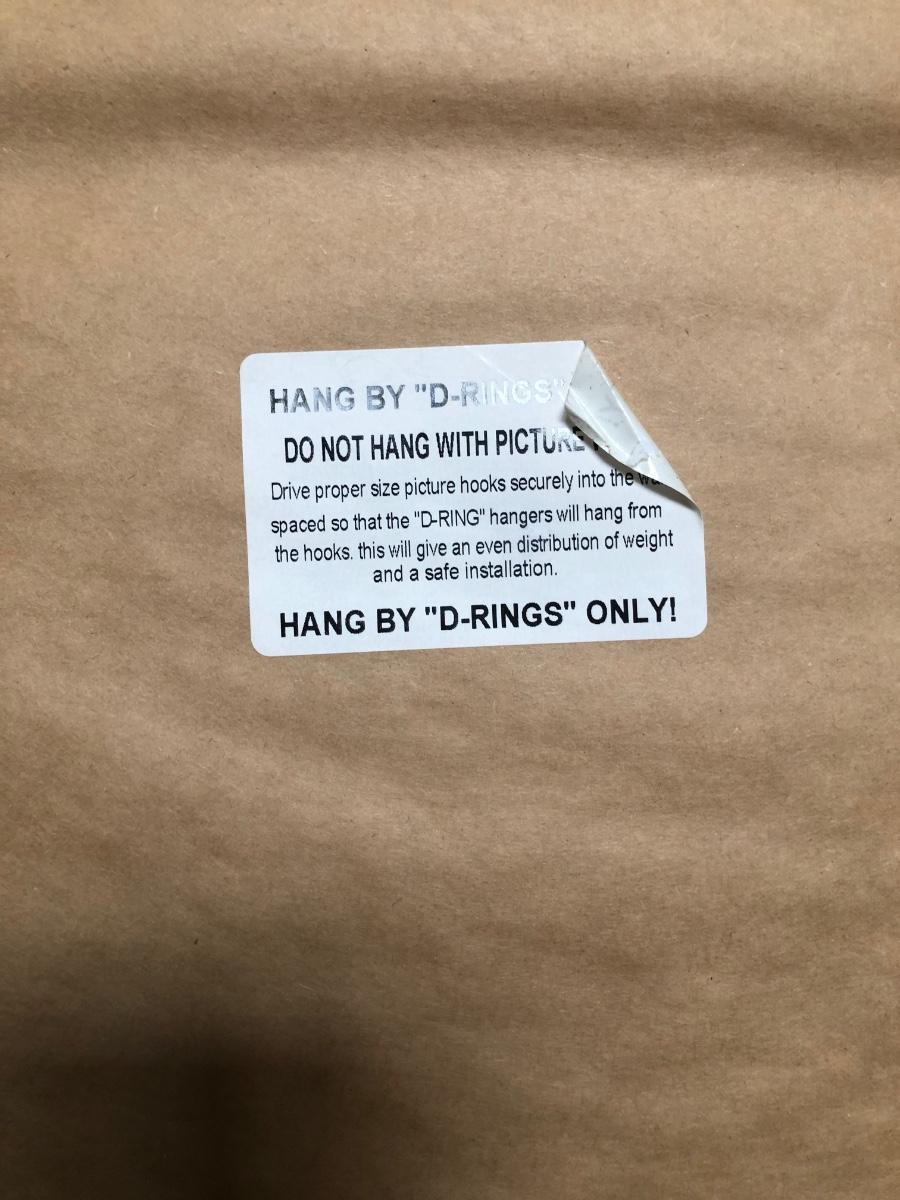 HANG BY "D-RINGS"
DO NOT HANG WITH PICTURE
Drive proper size picture hooks securely into the
spaced so that the "D-RING" hangers will hang from
the hooks. this will give an even distribution of weight
and a safe installation.
HANG BY "D-RINGS" ONLY!